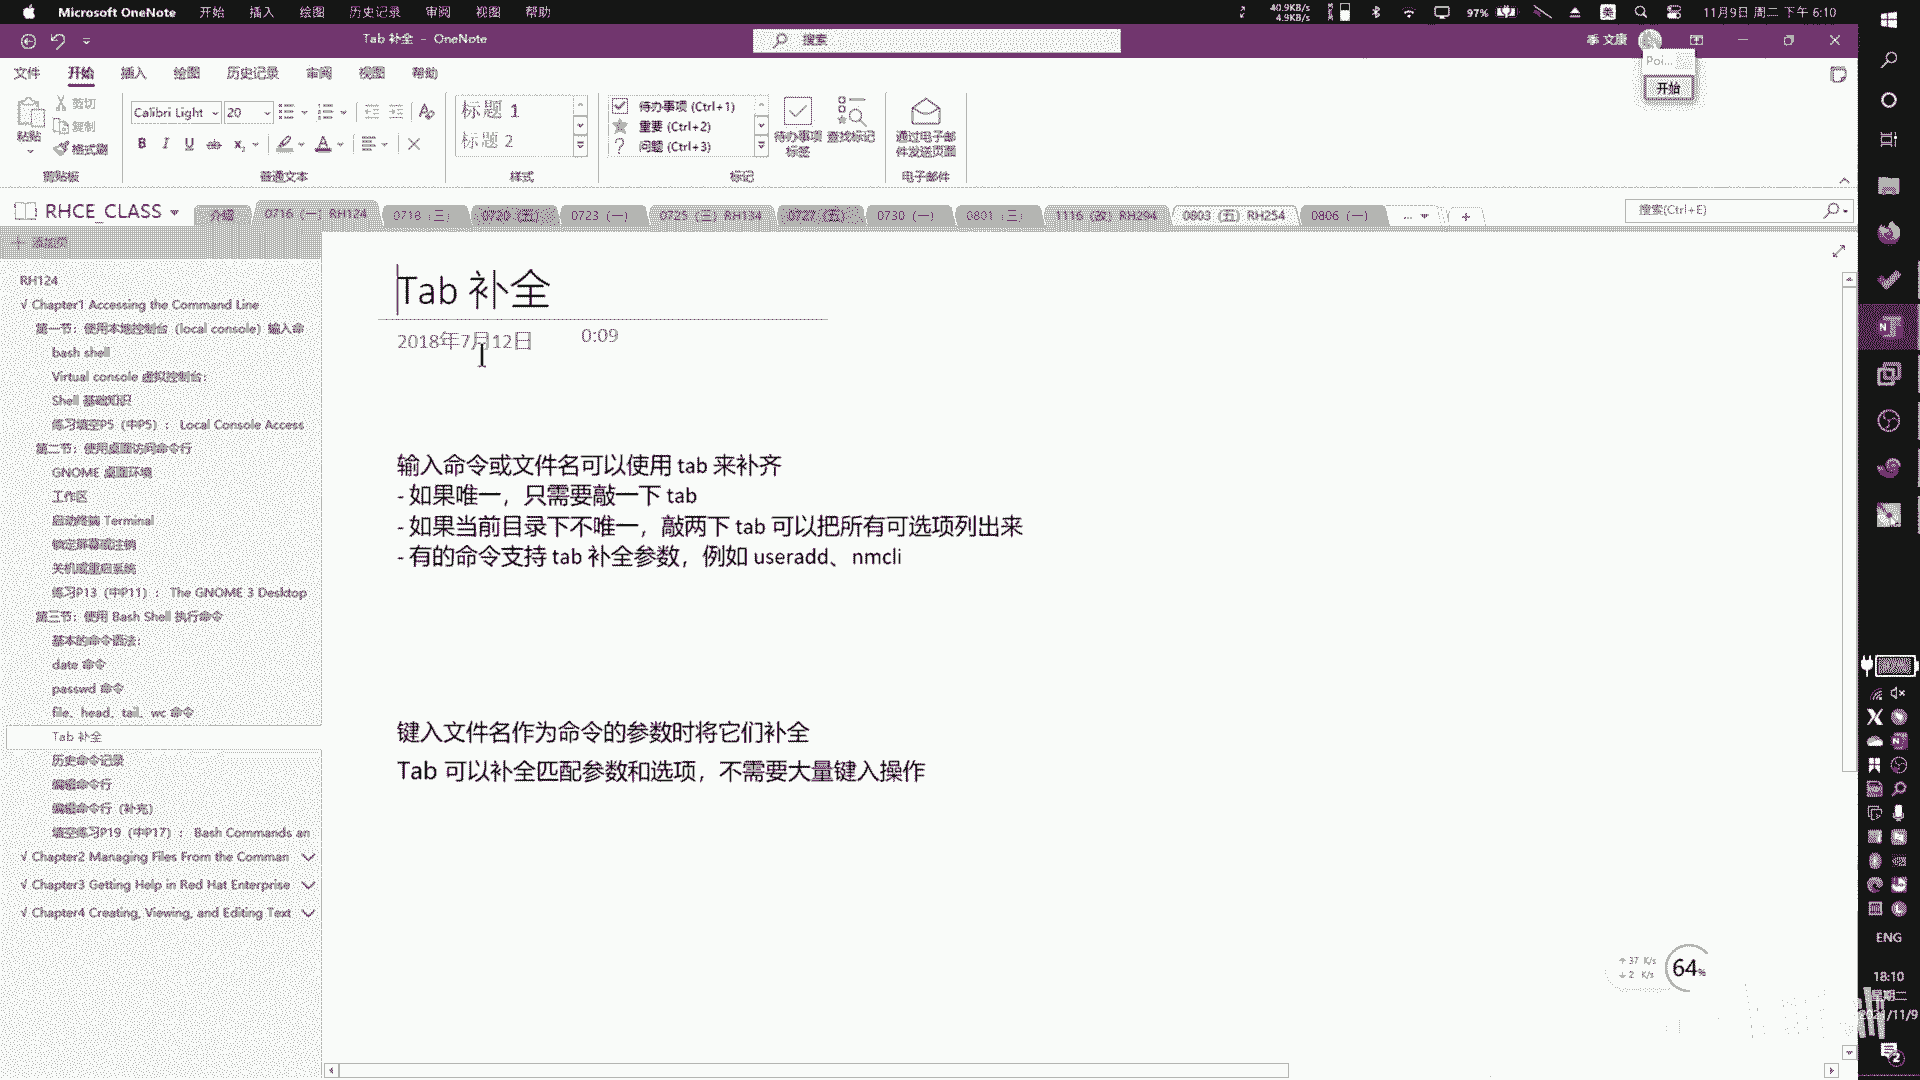 Microsoft OneNote 开始 插入 绘图 历史记录 审阅 视图 帮助
40.9KB/s
4.9KB/s
97%
美
11月9日 周二 下午 6:10
Tab 补全 - OneNote
搜索
季 文康
Poi...
开始
文件 开始 插入 绘图 历史记录 审阅 视图 帮助
粘贴
剪切
复制
格式刷
剪贴板
Calibri Light 20
B I U ab x₂ A
普通文本
标题 1
标题 2
样式
待办事项 (Ctrl+1)
重要 (Ctrl+2)
问题 (Ctrl+3)
待办事项
标签
查找标记
标记
通过电子邮
件发送页面
电子邮件
RHCE_CLASS
介绍 0716（一）RH124 0718（三） 0720（五） 0723（一） 0725（三）RH134 0727（五） 0730（一） 0801（三） 1116（改）RH294 0803（五）RH254 0806（一） ... +
搜索(Ctrl+E)
添加页
RH124
√ Chapter1 Accessing the Command Line
第一节：使用本地控制台（local console）输入命
bash shell
Virtual console 虚拟控制台：
Shell 基础知识
练习填空P5（中P5）： Local Console Access
第二节：使用桌面访问命令行
GNOME 桌面环境
工作区
启动终端 Terminal
锁定屏幕或注销
关机或重启系统
练习P13（中P11）： The GNOME 3 Desktop
第三节：使用 Bash Shell 执行命令
基本的命令语法：
date 命令
passwd 命令
file、head、tail、wc 命令
Tab 补全
历史命令记录
编辑命令行
编辑命令行（补充）
填空练习P19（中P17）： Bash Commands an
√ Chapter2 Managing Files From the Comman
√ Chapter3 Getting Help in Red Hat Enterprise
√ Chapter4 Creating, Viewing, and Editing Text
Tab 补全
2018年7月12日 0:09
输入命令或文件名可以使用 tab 来补齐
- 如果唯一，只需要敲一下 tab
- 如果当前目录下不唯一，敲两下 tab 可以把所有可选项列出来
- 有的命令支持 tab 补全参数，例如 useradd、nmcli
键入文件名作为命令的参数时将它们补全
Tab 可以补全匹配参数和选项，不需要大量键入操作
↑ 37 K/s
↓ 2 K/s
64%
ENG
18:10
星期二
2021/11/9
2